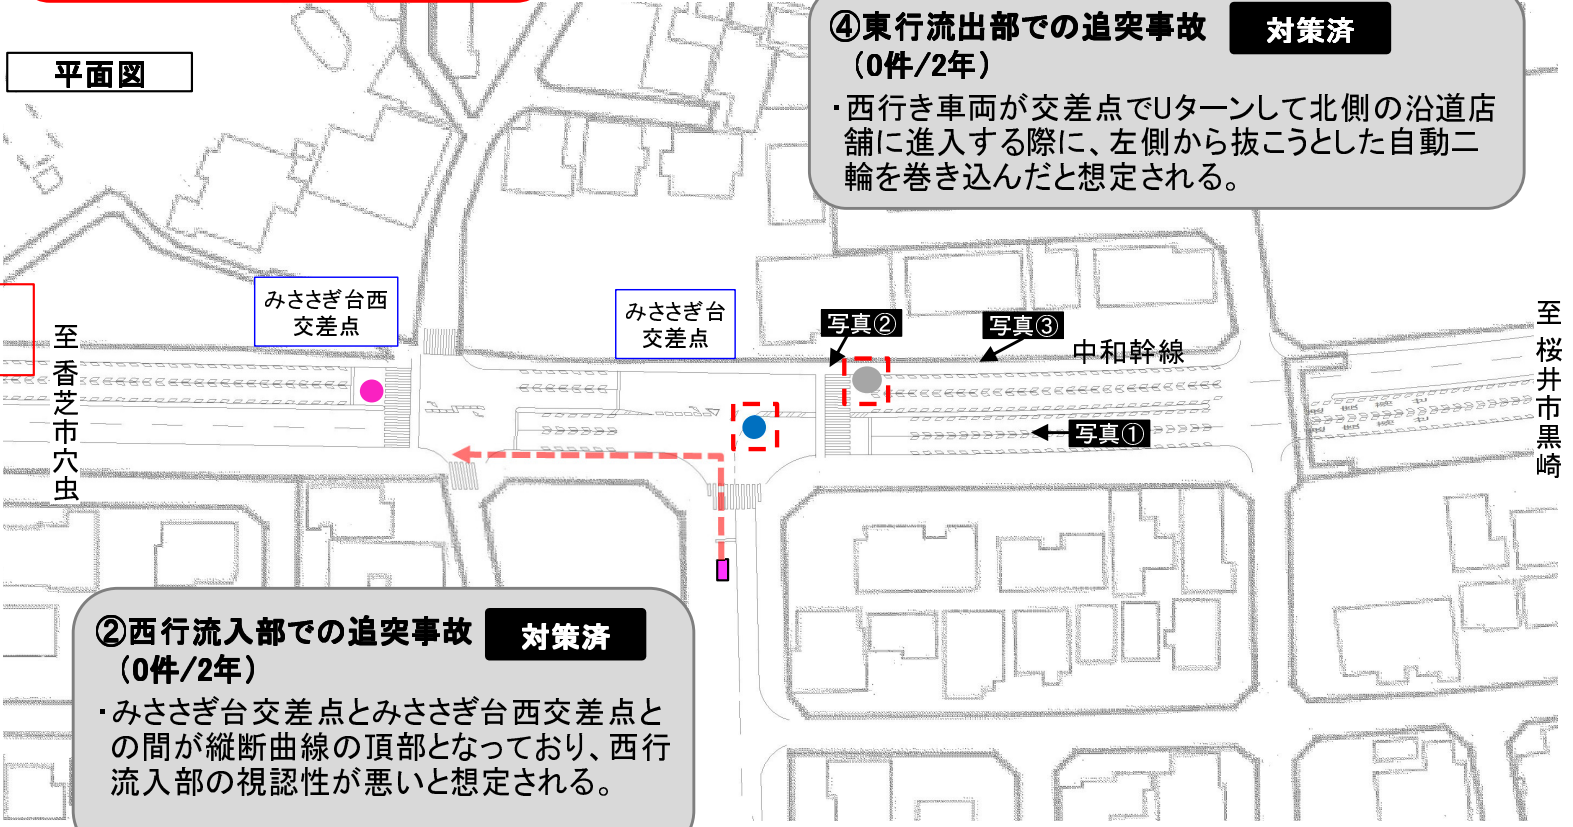 ④東行流出部での追突事故 対策済
(0件/2年)
・西行き車両が交差点でUターンして北側の沿道店
舗に進入する際に、左側から抜こうとした自動二
輪を巻き込んだと想定される。
平面図
みささぎ台西
交差点
みささぎ台
交差点
写真②
写真③
中和幹線
写真①
至 香芝市穴虫
至 桜井市黒崎
②西行流入部での追突事故 対策済
(0件/2年)
・みささぎ台交差点とみささぎ台西交差点と
の間が縦断曲線の頂部となっており、西行
流入部の視認性が悪いと想定される。